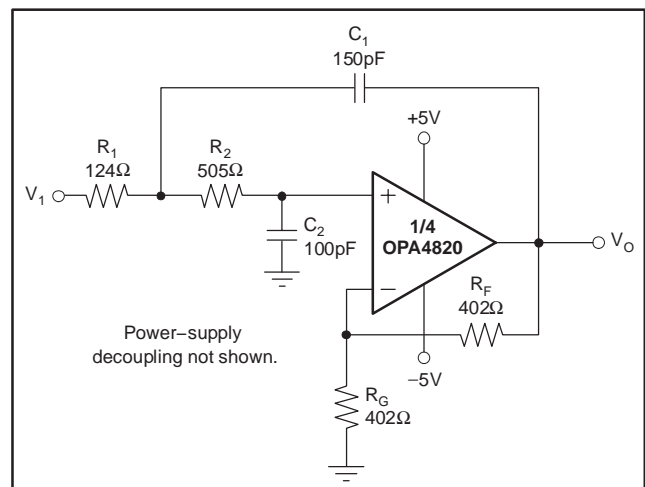 C1
150pF
+5V
R1
124Ω
R2
505Ω
V1
+
1/4
OPA4820
C2
100pF
VO
−
RF
402Ω
Power−supply
decoupling not shown.
−5V
RG
402Ω